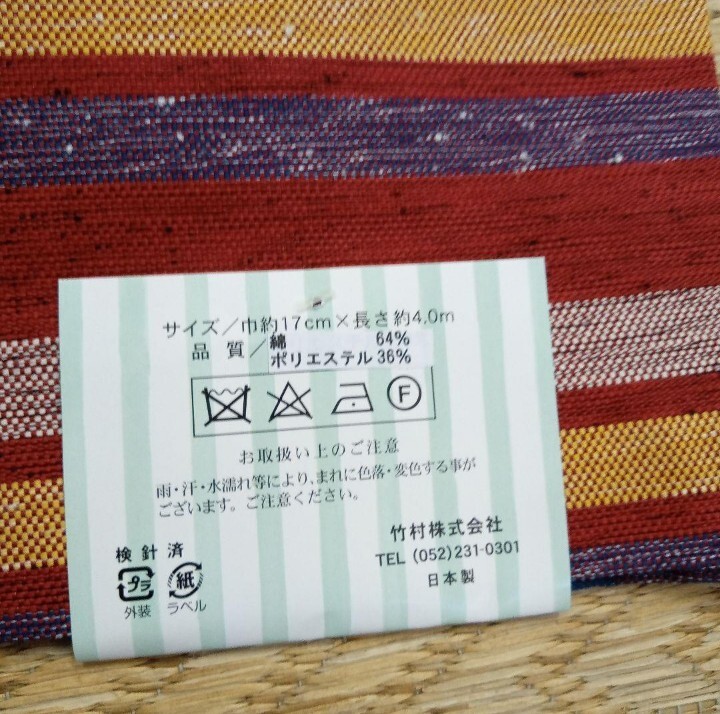 サイズ/巾約17cm×長さ約4.0m
品 質/綿 64%
ポリエステル 36%
F
お取扱い上のご注意
雨・汗・水濡れ等により、まれに色落・変色する事が
ございます。ご注意ください。
検 針 済
プラ
外装
紙
ラベル
竹村株式会社
TEL (052)231-0301
日本製